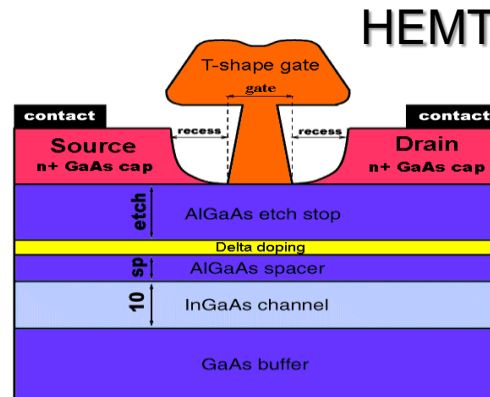 HEMT
T-shape gate
gate
contact
contact
recess
recess
Source
n+ GaAs cap
Drain
n+ GaAs cap
etch
AlGaAs etch stop
Delta doping
sp
AlGaAs spacer
10
InGaAs channel
GaAs buffer